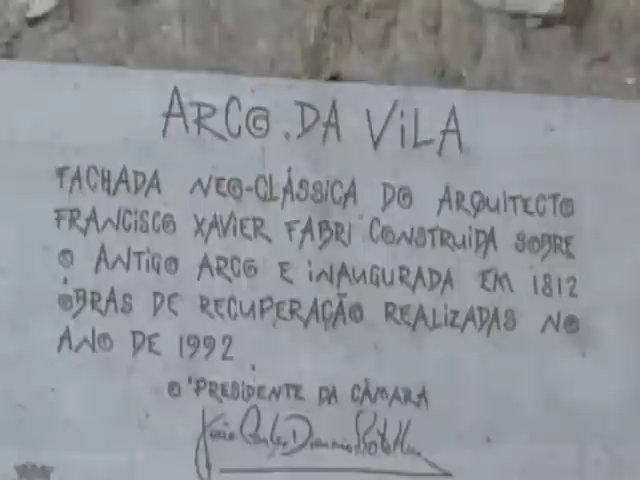 ARCO DA VILA
FACHADA NEO-CLÁSSICA DO ARQUITECTO
FRANCISCO XAVIER FABRI CONSTRUIDA SOBRE
O ANTIGO ARCO E INAUGURADA EM 1812
OBRAS DE RECUPERAÇÃO REALIZADAS NO
ANO DE 1992
O PRESIDENTE DA CÂMARA
João